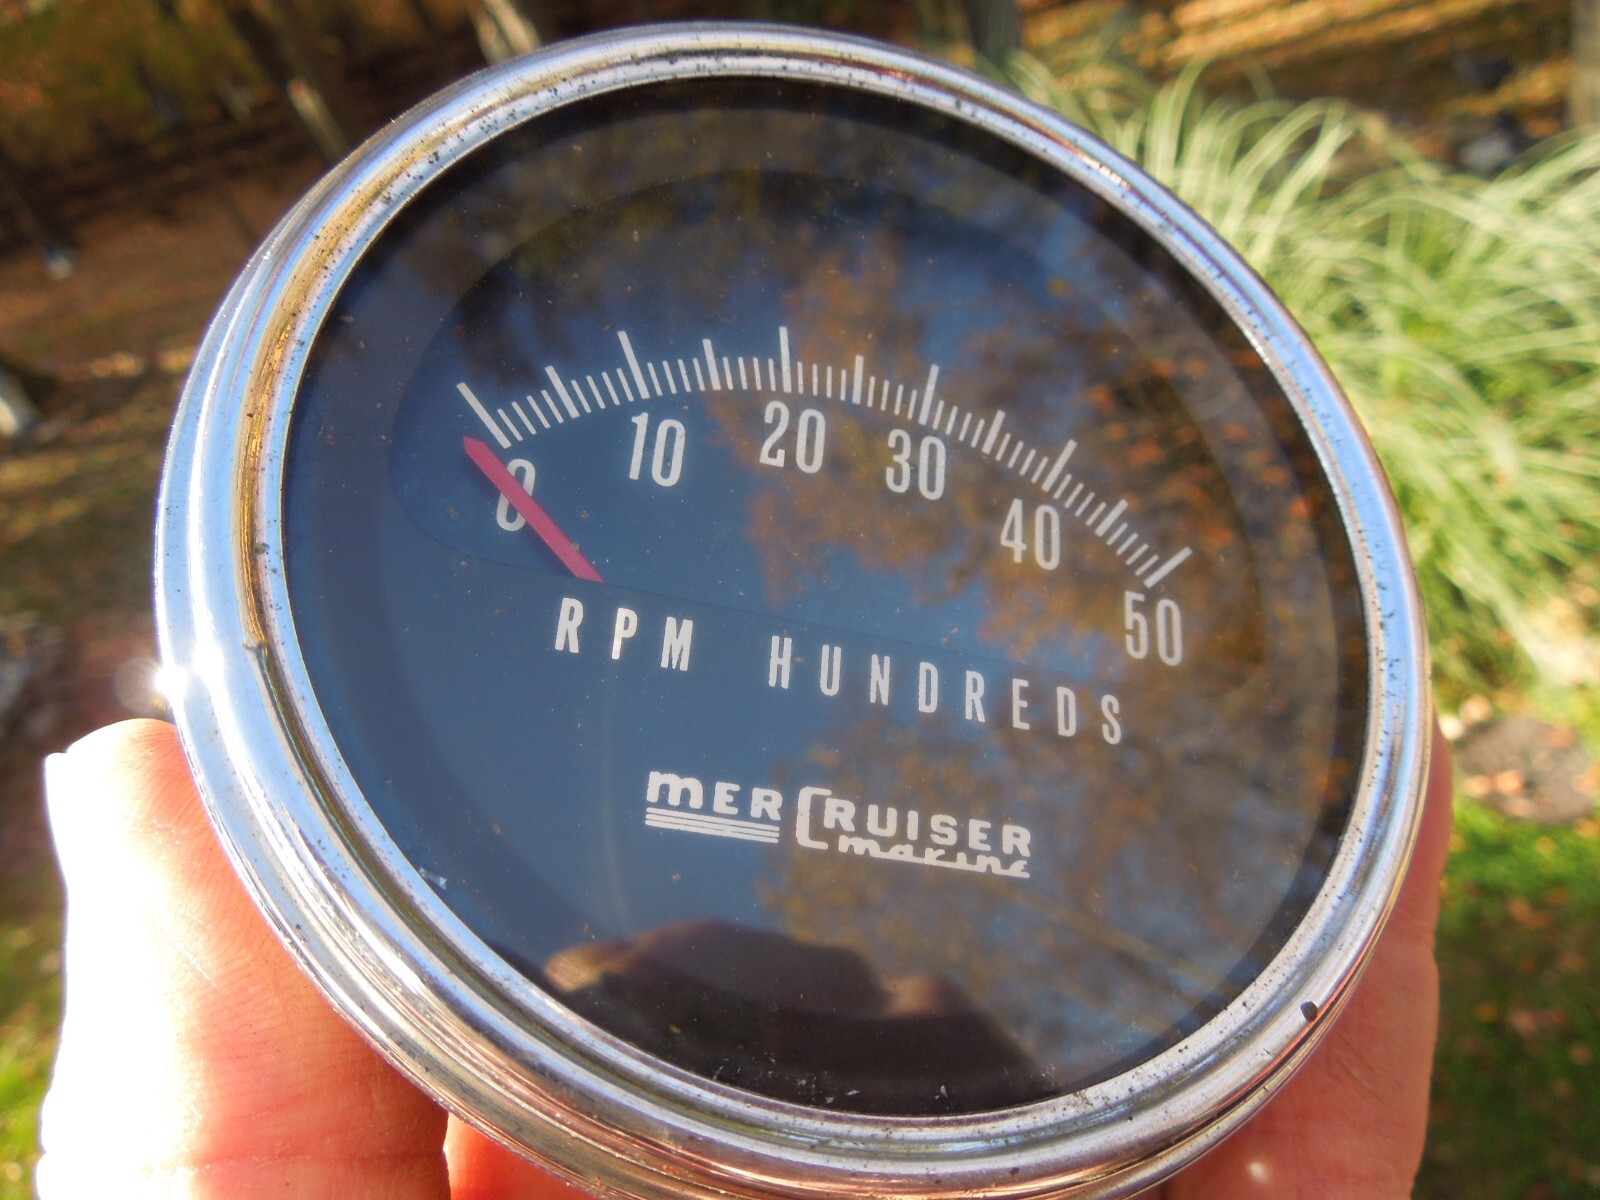 0 10 20 30 40 50
RPM HUNDREDS
MERCRUISER
marine